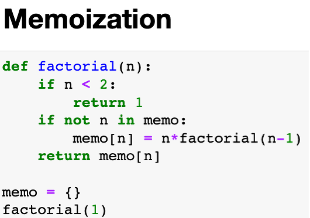 Memoization
def factorial(n):
    if n < 2:
        return 1
    if not n in memo:
        memo[n] = n*factorial(n-1)
    return memo[n]

memo = {}
factorial(1)